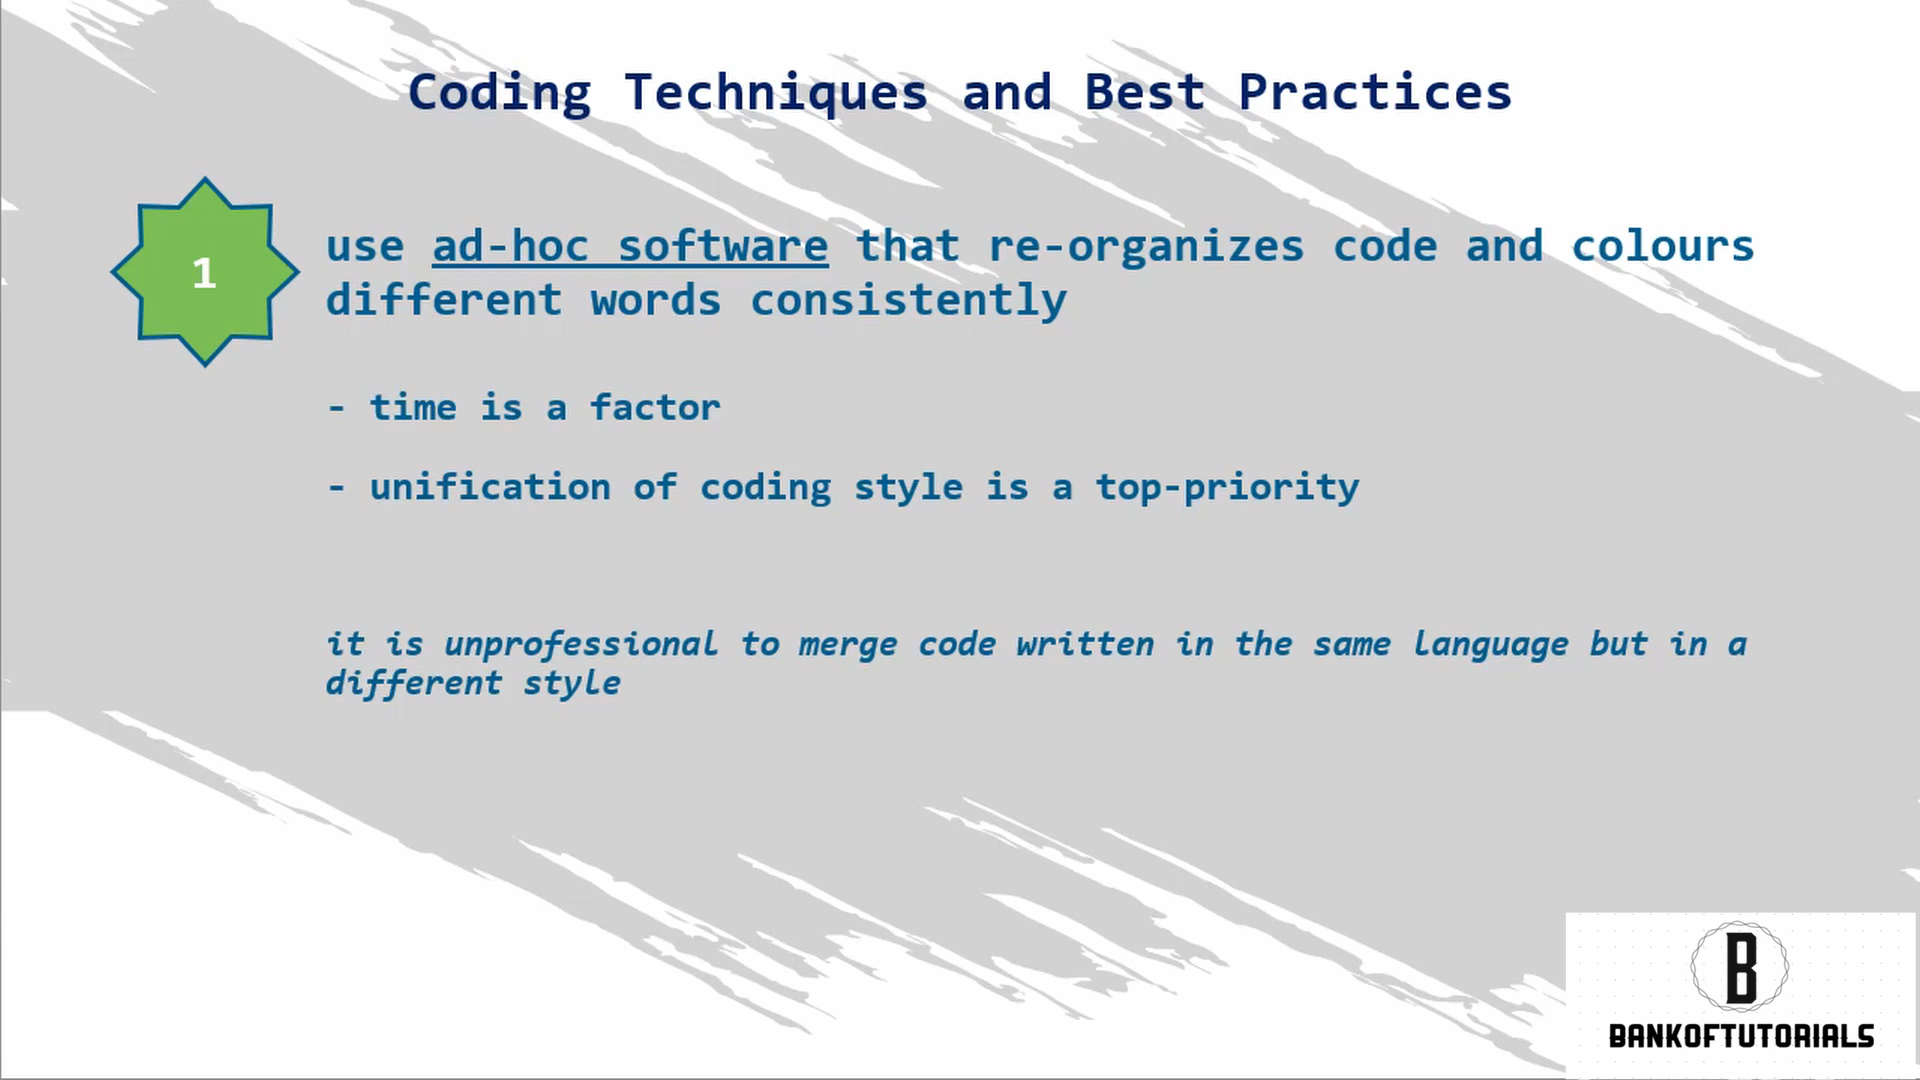 Coding Techniques and Best Practices
1
use ad-hoc software that re-organizes code and colours
different words consistently
- time is a factor
- unification of coding style is a top-priority
it is unprofessional to merge code written in the same language but in a
different style
B
BANKOFTUTORIALS